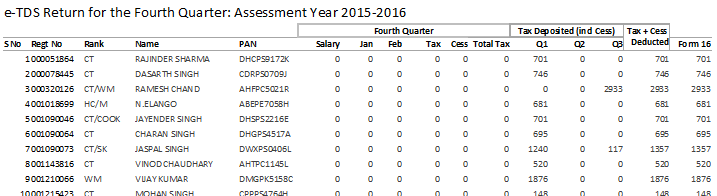 e-TDS Return for the Fourth Quarter: Assessment Year 2015-2016
Fourth Quarter Tax Deposited (ind Cess) Tax + Cess
S No Regt No Rank Name PAN Salary Jan Feb Tax Cess Total Tax Q1 Q2 Q3 Deducted Form 16
1 000051864 CT RAJINDER SHARMA DHCPS9172K 0 0 0 0 0 0 701 0 0 701 701
2 000078445 CT DASARTH SINGH CDRPS0709J 0 0 0 0 0 0 746 0 0 746 746
3 000320126 CT/WM RAMESH CHAND AHFPC5021R 0 0 0 0 0 0 0 0 2933 2933 2933
4 001018699 HC/M N.ELANGO ABEPE7058H 0 0 0 0 0 0 681 0 0 681 681
5 001090046 CT/COOK JAYENDER SINGH DHSPS2216E 0 0 0 0 0 0 701 0 0 701 701
6 001090064 CT CHARAN SINGH DHGPS4517A 0 0 0 0 0 0 695 0 0 695 695
7 001090073 CT/SK JASPAL SINGH DWXPS0406L 0 0 0 0 0 0 1240 0 117 1357 1357
8 001143816 CT VINOD CHAUDHARY AHTPC1145L 0 0 0 0 0 0 520 0 0 520 520
9 001210066 WM VIJAY KUMAR DMGPK5158C 0 0 0 0 0 0 1876 0 0 1876 1876
10 001215423 CT MOHAN SINGH CPPPS4764H 0 0 0 0 0 0 148 0 0 148 148